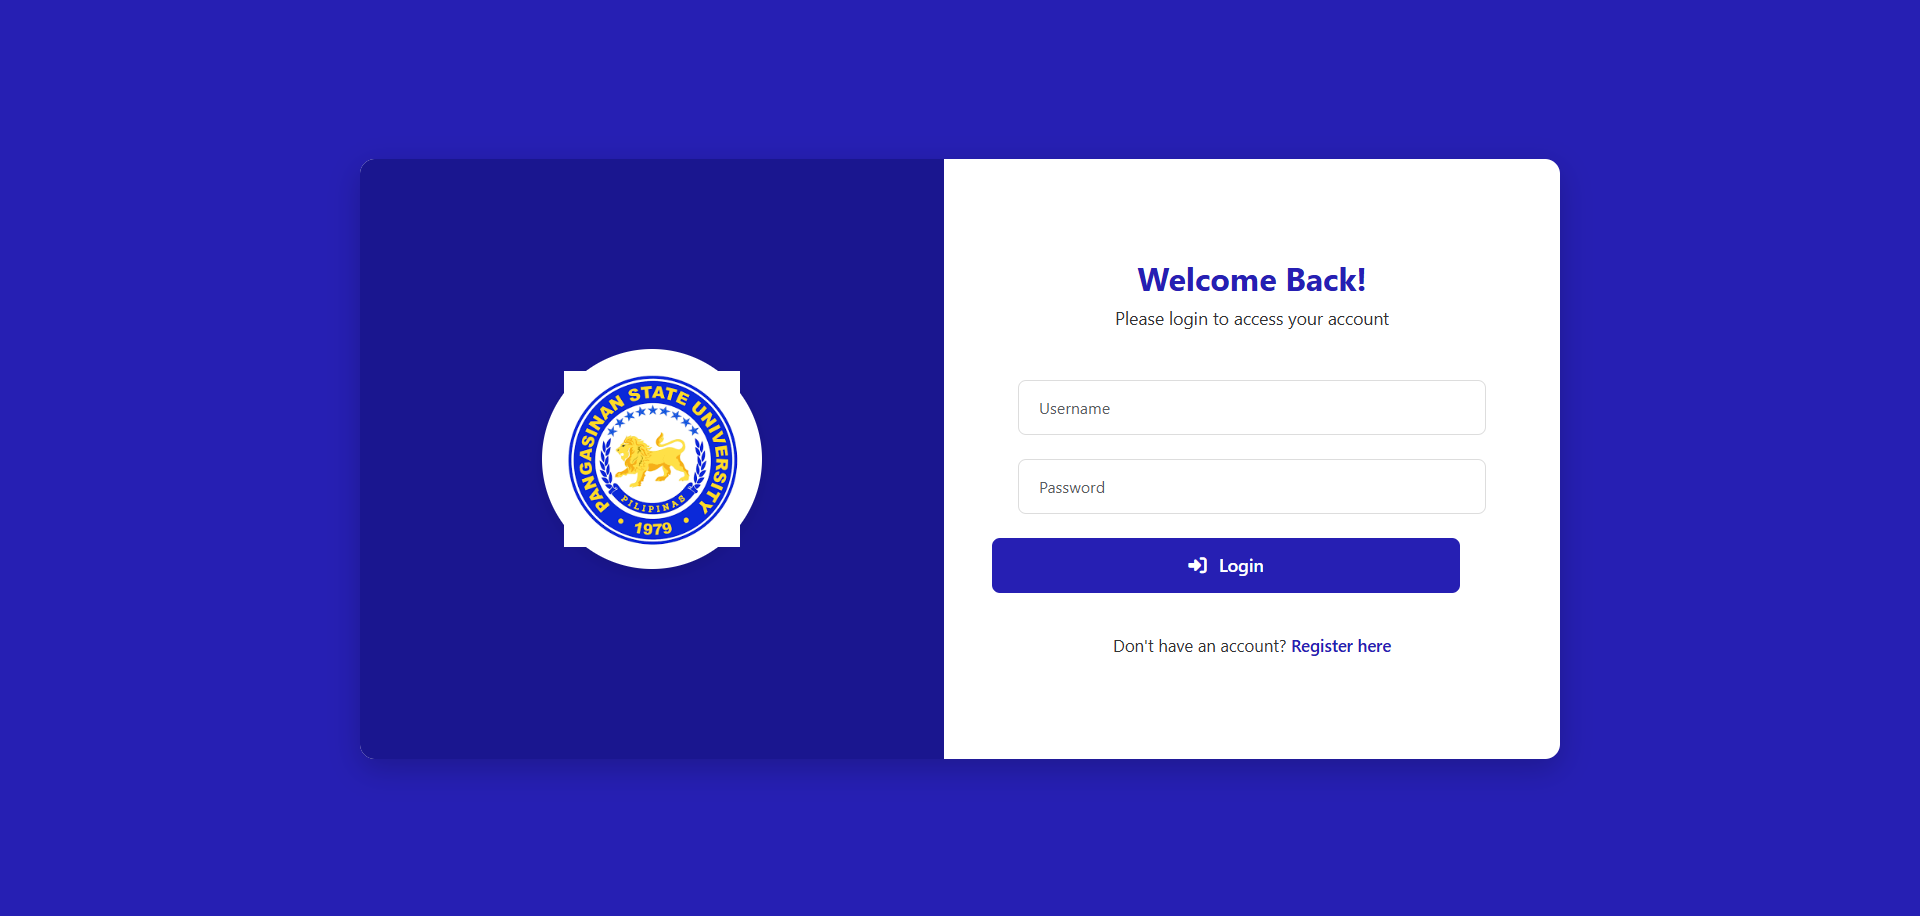 PANGASINAN STATE UNIVERSITY
PILIPINAS
1979
Welcome Back!
Please login to access your account
Username
Password
Login
Don't have an account? Register here